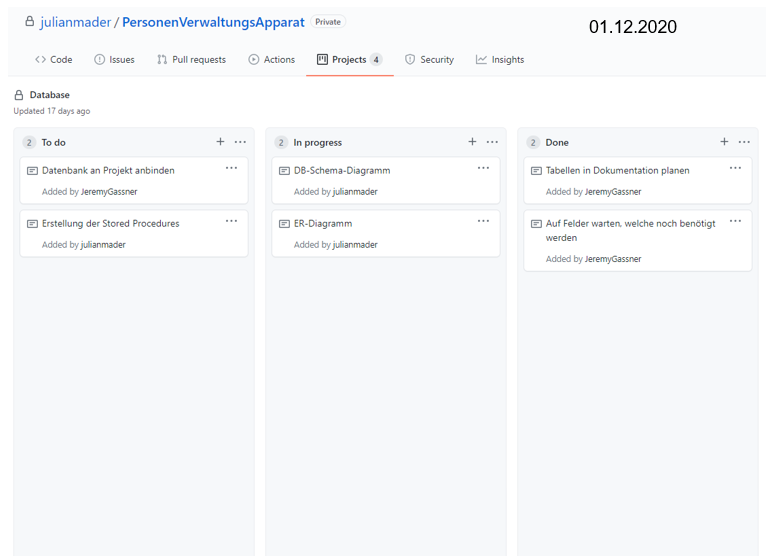 julianmader / PersonenVerwaltungsApparat Private
01.12.2020
Code Issues Pull requests Actions Projects 4 Security Insights
Database
Updated 17 days ago
2 To do
Datenbank an Projekt anbinden
Added by JeremyGassner
Erstellung der Stored Procedures
Added by julianmader
2 In progress
DB-Schema-Diagramm
Added by julianmader
ER-Diagramm
Added by julianmader
2 Done
Tabellen in Dokumentation planen
Added by JeremyGassner
Auf Felder warten, welche noch benötigt
werden
Added by JeremyGassner